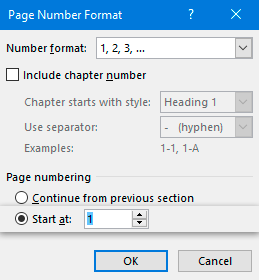 Page Number Format
Number format: 1, 2, 3, ...
Include chapter number
Chapter starts with style: Heading 1
Use separator: - (hyphen)
Examples: 1-1, 1-A
Page numbering
Continue from previous section
Start at: 1
OK Cancel